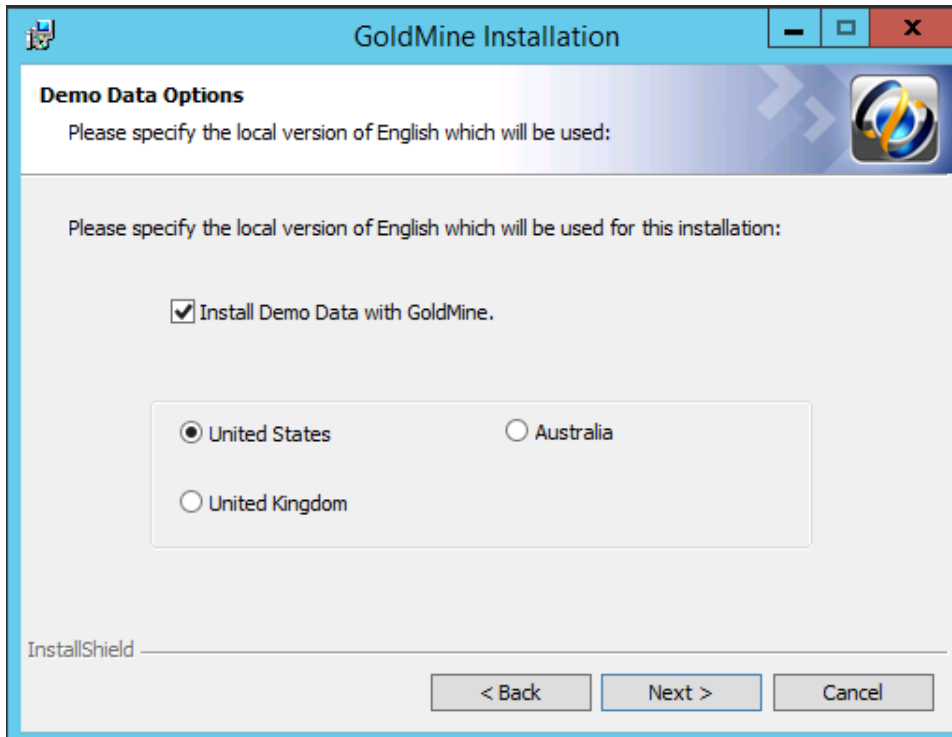 GoldMine Installation
Demo Data Options
Please specify the local version of English which will be used:
Please specify the local version of English which will be used for this installation:
Install Demo Data with GoldMine.
United States
Australia
United Kingdom
InstallShield
< Back
Next >
Cancel